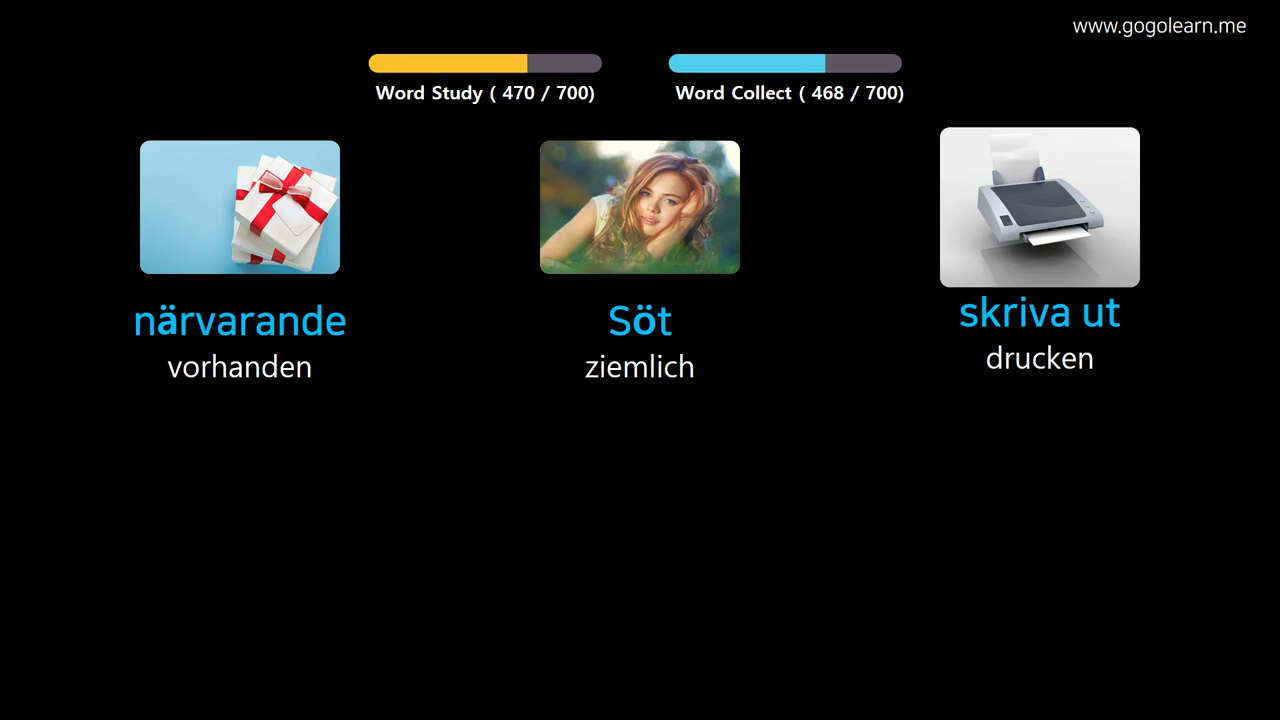 www.gogolearn.me
Word Study ( 470 / 700)
Word Collect ( 468 / 700)
närvarande
vorhanden
Söt
ziemlich
skriva ut
drucken